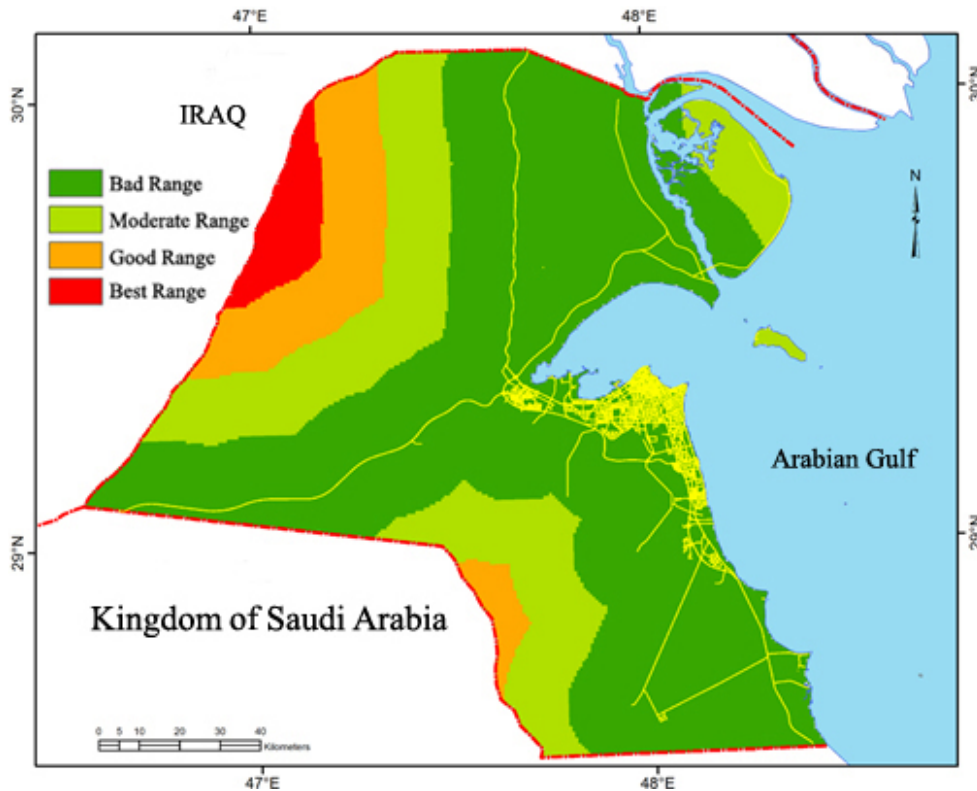 47°E 48°E
30°N 30°N
IRAQ
Bad Range
Moderate Range
Good Range
Best Range
N
Arabian Gulf
29°N 29°N
Kingdom of Saudi Arabia
0 5 10 20 30 40
Kilometers
47°E 48°E